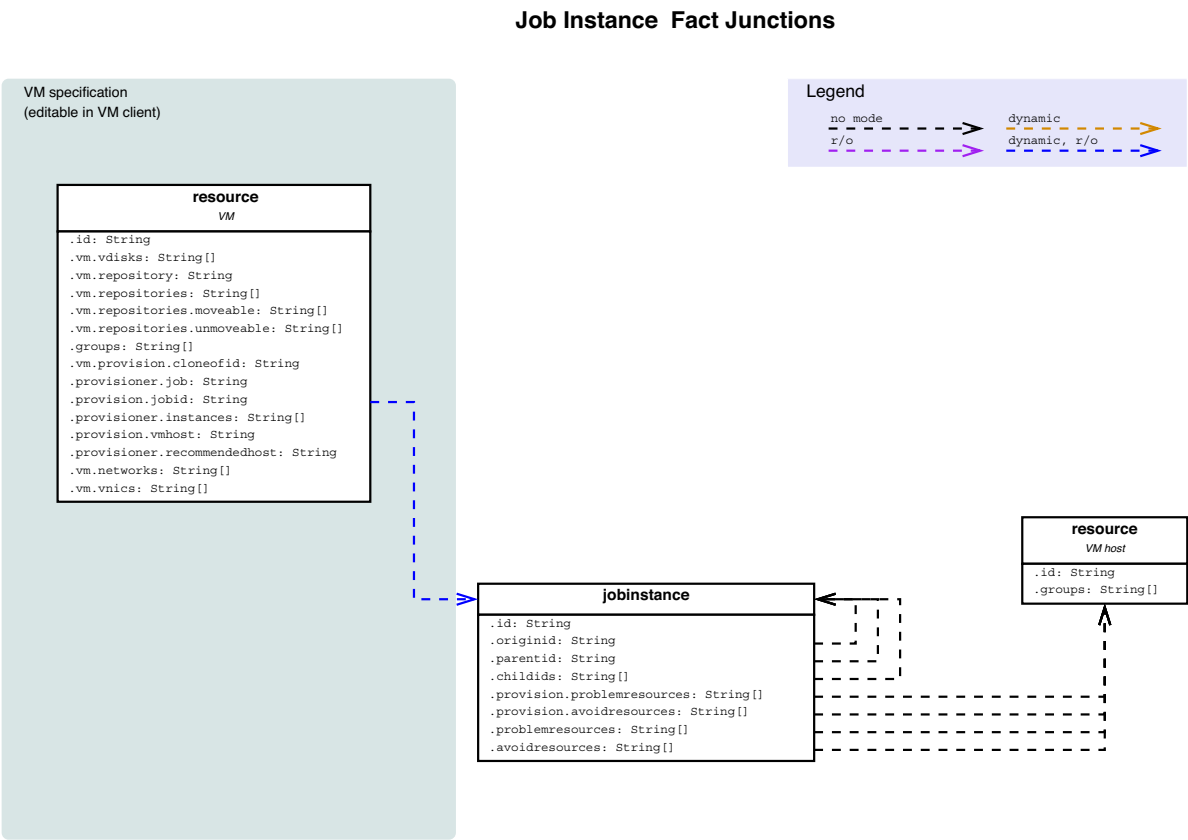 Job Instance  Fact Junctions
VM specification
(editable in VM client)
Legend
no mode
dynamic
r/o
dynamic, r/o
resource
VM
.id: String
.vm.vdisks: String[]
.vm.repository: String
.vm.repositories: String[]
.vm.repositories.moveable: String[]
.vm.repositories.unmoveable: String[]
.groups: String[]
.vm.provision.cloneofid: String
.provisioner.job: String
.provision.jobid: String
.provisioner.instances: String[]
.provision.vmhost: String
.provisioner.recommendedhost: String
.vm.networks: String[]
.vm.vnics: String[]
resource
VM host
.id: String
.groups: String[]
jobinstance
.id: String
.originid: String
.parentid: String
.childids: String[]
.provision.problemresources: String[]
.provision.avoidresources: String[]
.problemresources: String[]
.avoidresources: String[]